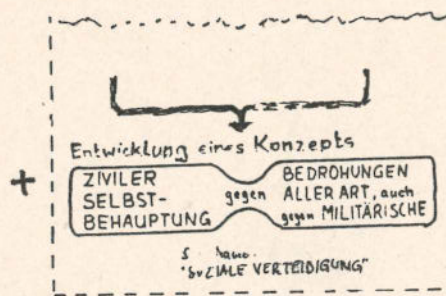 Entwicklung eines Konzepts
+ ZIVILER SELBST-BEHAUPTUNG gegen BEDROHUNGEN ALLER ART, auch gegen MILITÄRISCHE
"SOZIALE VERTEIDIGUNG"